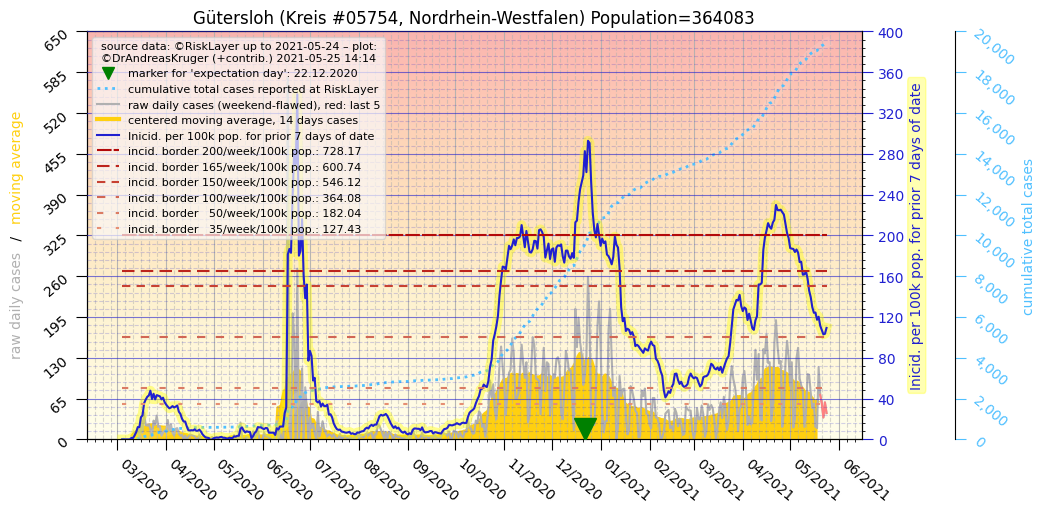 Gütersloh (Kreis #05754, Nordrhein-Westfalen) Population=364083
source data: ©RiskLayer up to 2021-05-24 – plot:
©DrAndreasKruger (+contrib.) 2021-05-25 14:14
marker for 'expectation day': 22.12.2020
cumulative total cases reported at RiskLayer
raw daily cases (weekend-flawed), red: last 5
centered moving average, 14 days cases
Inicid. per 100k pop. for prior 7 days of date
incid. border 200/week/100k pop.: 728.17
incid. border 165/week/100k pop.: 600.74
incid. border 150/week/100k pop.: 546.12
incid. border 100/week/100k pop.: 364.08
incid. border 50/week/100k pop.: 182.04
incid. border 35/week/100k pop.: 127.43
raw daily cases / moving average
650
585
520
455
390
325
260
195
130
65
0
03/2020
04/2020
05/2020
06/2020
07/2020
08/2020
09/2020
10/2020
11/2020
12/2020
01/2021
02/2021
03/2021
04/2021
05/2021
06/2021
400
360
320
280
240
200
160
120
80
40
0
Inicid. per 100k pop. for prior 7 days of date
20,000
18,000
16,000
14,000
12,000
10,000
8,000
6,000
4,000
2,000
0
cumulative total cases